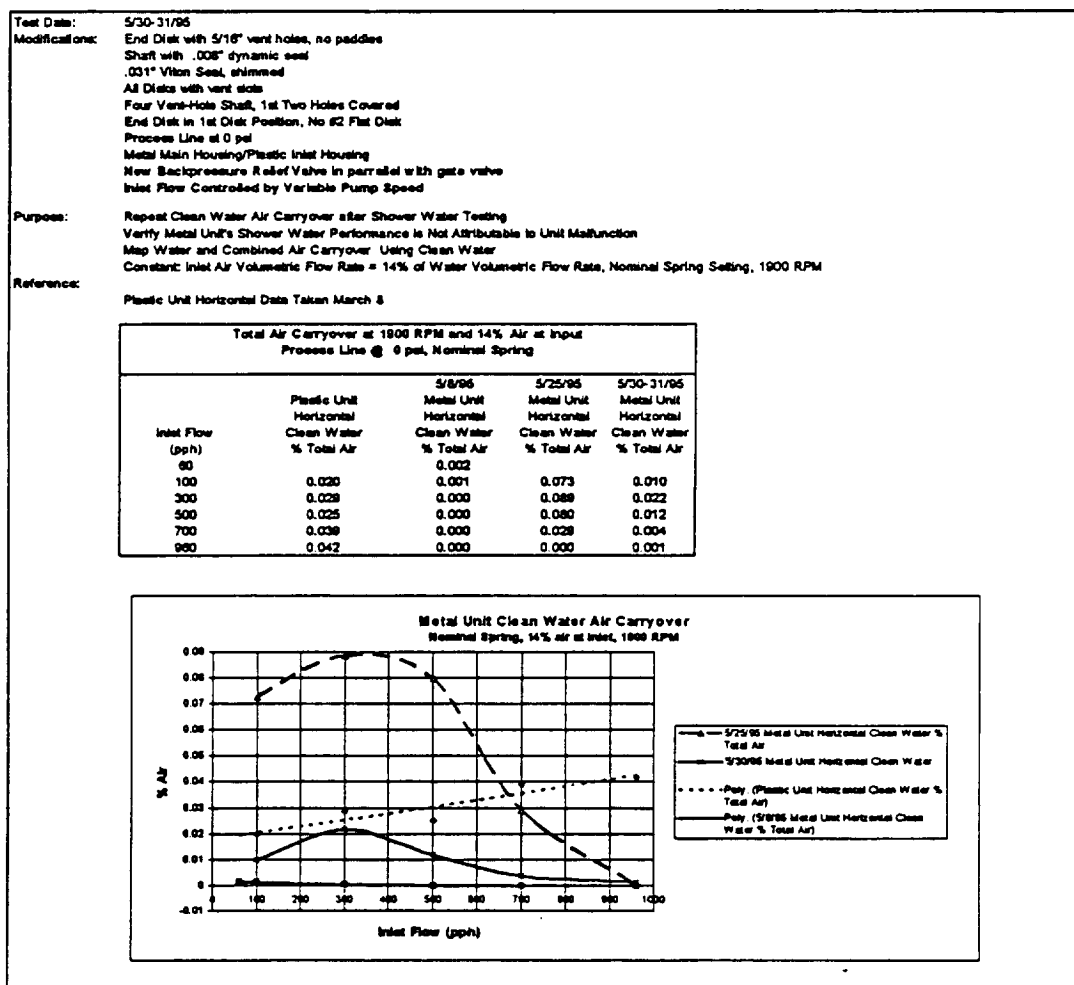 Test Date: 5/30-31/95
Modifications: End Disk with 5/16" vent holes, no paddles
Shaft with .008" dynamic seal
.031" Viton Seal, shimmed
All Disks with vent slots
Four Vent-Hole Shaft, 1st Two Holes Covered
End Disk in 1st Disk Position, No #2 Flat Disk
Process Line at 0 psi
Metal Main Housing/Plastic Inlet Housing
New Backpressure Relief Valve in parralel with gate valve
Inlet Flow Controlled by Variable Pump Speed
Purpose: Repeat Clean Water Air Carryover after Shower Water Testing
Verify Metal Unit's Shower Water Performance is Not Attributable to Unit Malfunction
Map Water and Combined Air Carryover Using Clean Water
Constant: Inlet Air Volumetric Flow Rate = 14% of Water Volumetric Flow Rate, Nominal Spring Setting, 1900 RPM
Reference:
Plastic Unit Horizontal Data Taken March 8
Total Air Carryover at 1900 RPM and 14% Air at Input
Process Line @ 0 psi, Nominal Spring
5/8/95 5/25/95 5/30-31/95
Plastic Unit Metal Unit Metal Unit Metal Unit
Horizontal Horizontal Horizontal Horizontal
Inlet Flow Clean Water Clean Water Clean Water Clean Water
(pph) % Total Air % Total Air % Total Air % Total Air
60 0.002
100 0.020 0.001 0.073 0.010
300 0.029 0.000 0.089 0.022
500 0.025 0.000 0.080 0.012
700 0.039 0.000 0.029 0.004
960 0.042 0.000 0.000 0.001
Metal Unit Clean Water Air Carryover
Nominal Spring, 14% air at inlet, 1900 RPM
0.09
0.08
0.07
0.06
0.05
0.04
0.03
0.02
0.01
0
-0.01
% Air
0 100 200 300 400 500 600 700 800 900 1000
Inlet Flow (pph)
5/25/95 Metal Unit Horizontal Clean Water %
Total Air
5/30/95 Metal Unit Horizontal Clean Water
Poly. (Plastic Unit Horizontal Clean Water %
Total Air)
Poly. (5/8/95 Metal Unit Horizontal Clean
Water % Total Air)